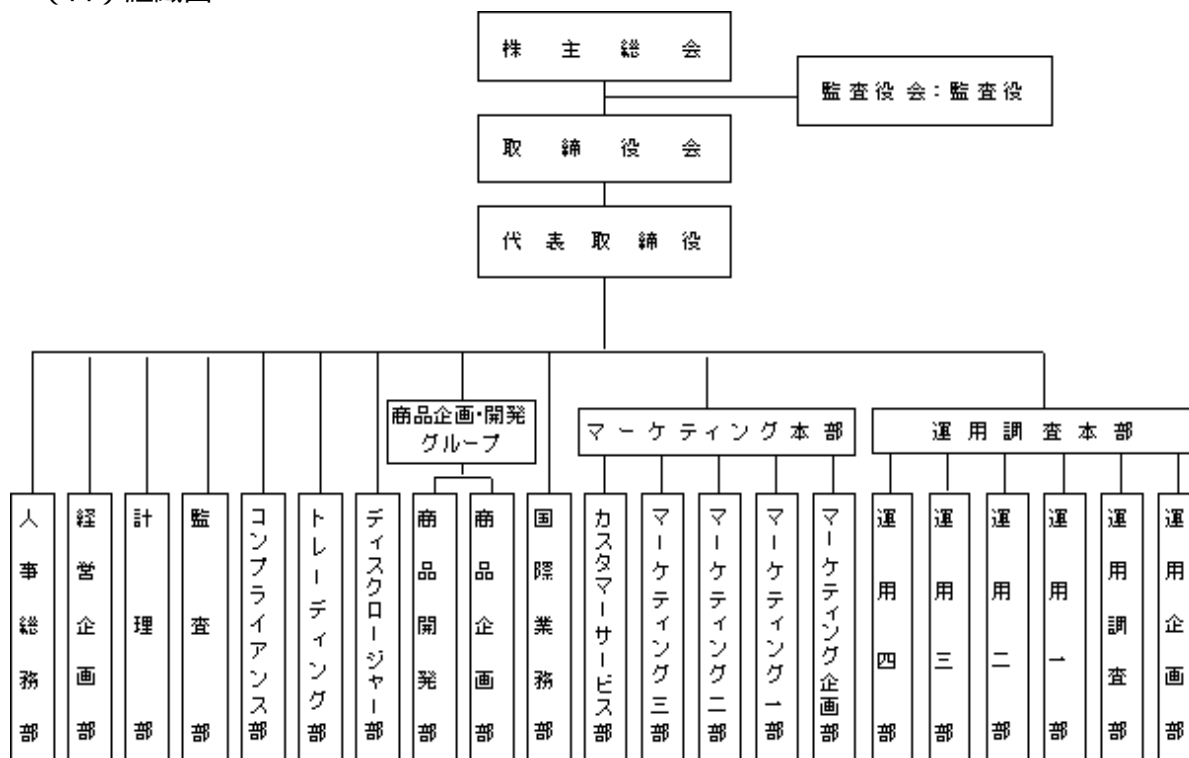 株主総会
監査役会：監査役
取締役会
代表取締役
商品企画・開発
グループ
マーケティング本部
運用調査本部
人事総務部
経営企画部
計理部
監査部
コンプライアンス部
トレーディング部
ディスクロージャー部
商品開発部
商品企画部
国際業務部
カスタマーサービス部
マーケティング三部
マーケティング二部
マーケティング一部
マーケティング企画部
運用四部
運用三部
運用二部
運用一部
運用調査部
運用企画部